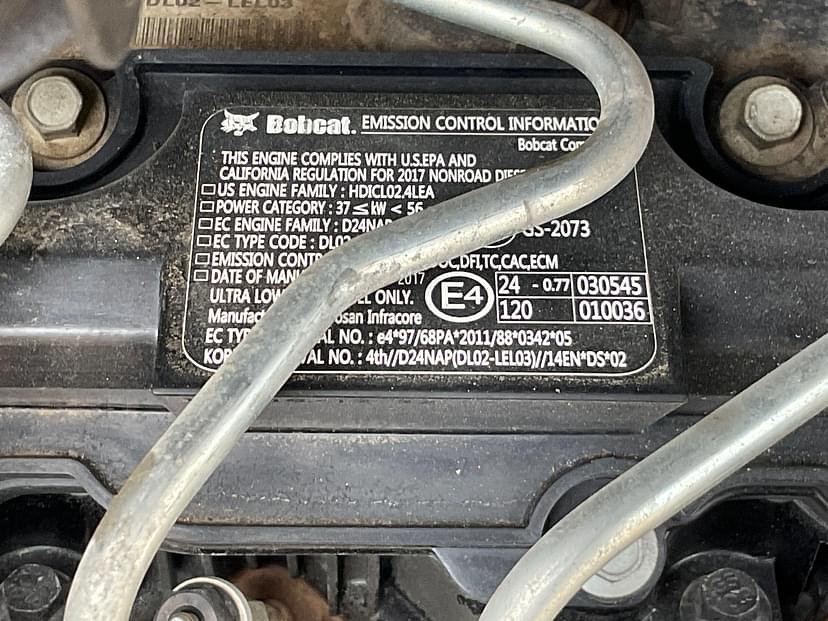 DL02-LEL03
Bobcat. EMISSION CONTROL INFORMATIO
Bobcat Com
THIS ENGINE COMPLIES WITH U.S.EPA AND
CALIFORNIA REGULATION FOR 2017 NONROAD DIES
US ENGINE FAMILY : HDICL02.4LEA
POWER CATEGORY : 37 ≤ kW < 56
EC ENGINE FAMILY : D24NAP GS-2073
EC TYPE CODE : DL02
EMISSION CONTR OC,DFI,TC,CAC,ECM
DATE OF MANU 2017
ULTRA LOW EL ONLY.
Manufact osan Infracore
E4 24 - 0.77 030545
120 010036
EC TYP AL NO. : e4*97/68PA*2011/88*0342*05
KOR VAL NO. : 4th//D24NAP(DL02-LEL03)//14EN*DS*02